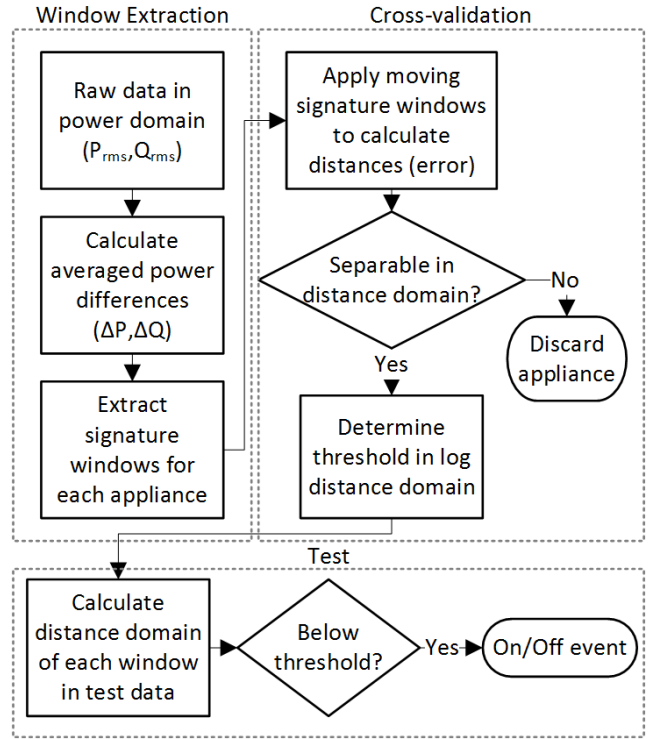 Window Extraction
Raw data in
power domain
(Prms,Qrms)
Calculate
averaged power
differences
(ΔP,ΔQ)
Extract
signature
windows for
each appliance
Cross-validation
Apply moving
signature windows
to calculate
distances (error)
Separable in
distance domain?
No
Discard
appliance
Yes
Determine
threshold in log
distance domain
Test
Calculate
distance domain
of each window
in test data
Below
threshold?
Yes
On/Off event